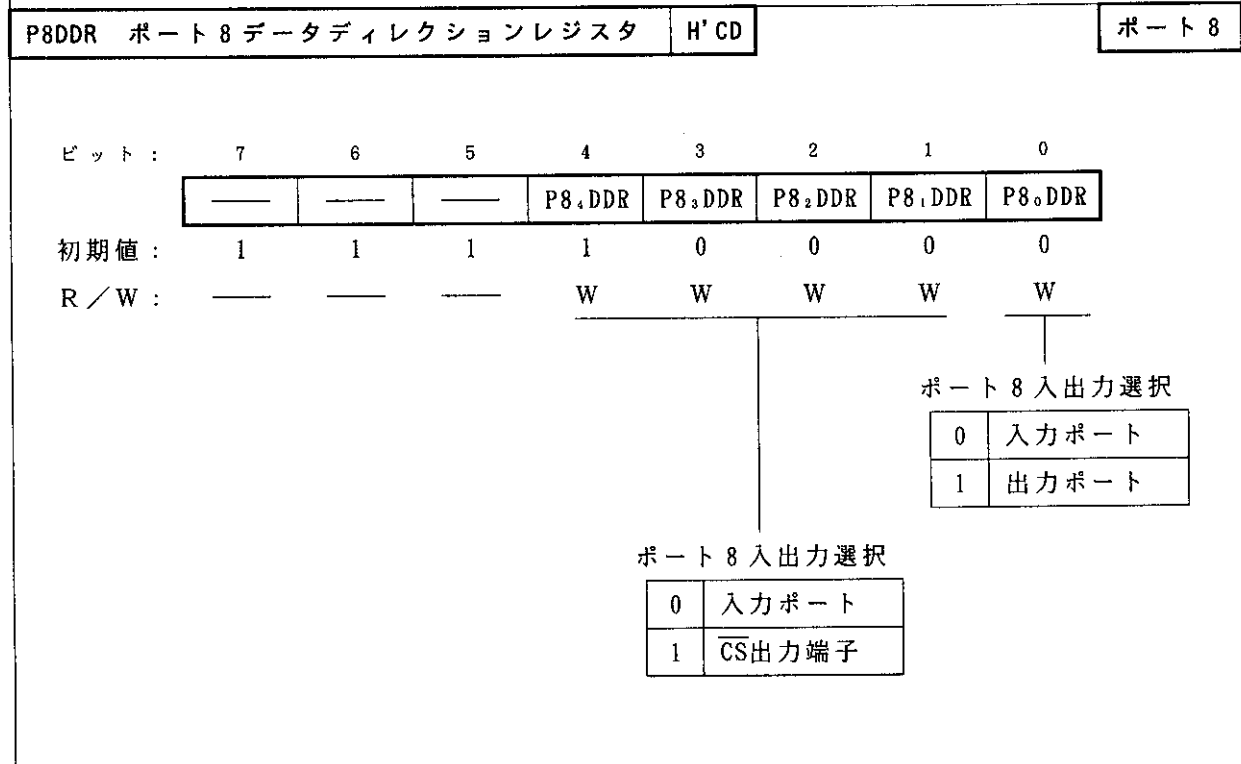 P8DDR ポート8データディレクションレジスタ H'CD ポート8
ビット: 7 6 5 4 3 2 1 0
― ― ― P8₄DDR P8₃DDR P8₂DDR P8₁DDR P8₀DDR
初期値: 1 1 1 1 0 0 0 0
R/W: ― ― ― W W W W W
ポート8入出力選択
0 入力ポート
1 出力ポート
ポート8入出力選択
0 入力ポート
1 C̅S̅出力端子